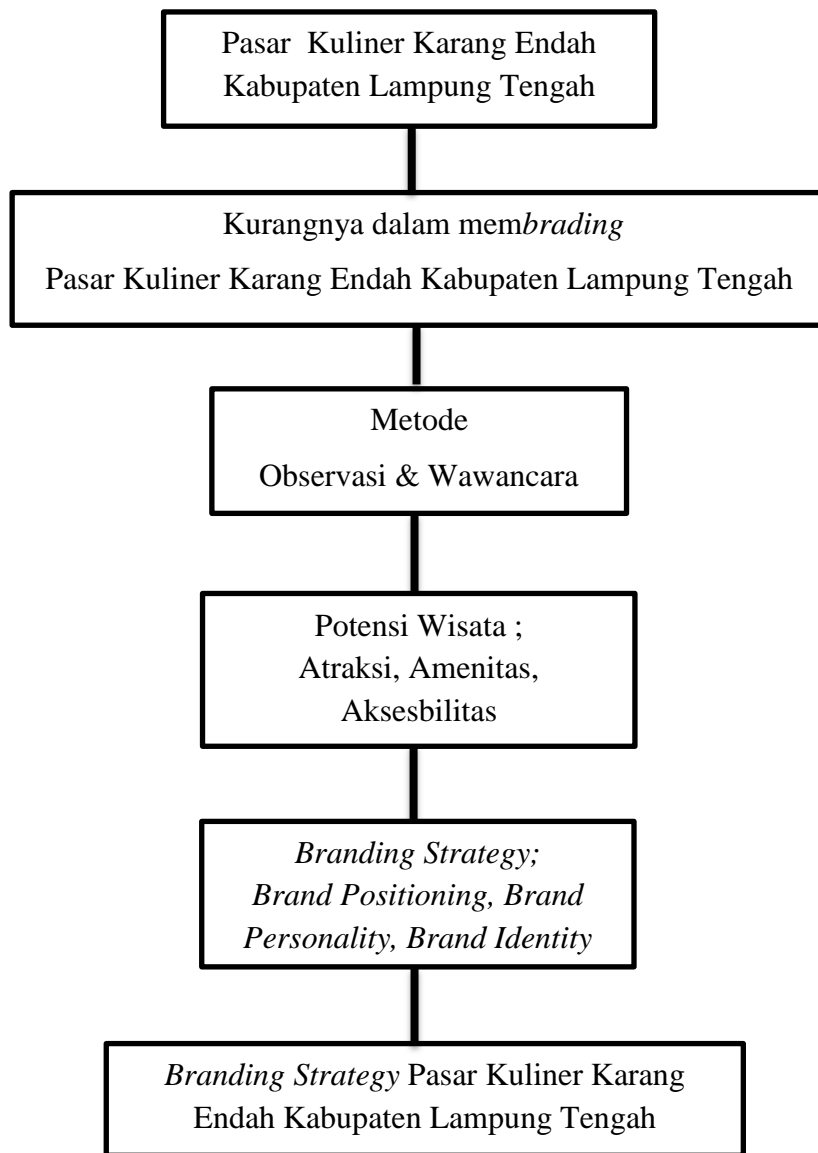 Pasar Kuliner Karang Endah
Kabupaten Lampung Tengah
Kurangnya dalam membrading
Pasar Kuliner Karang Endah Kabupaten Lampung Tengah
Metode
Observasi & Wawancara
Potensi Wisata ;
Atraksi, Amenitas,
Aksesbilitas
Branding Strategy;
Brand Positioning, Brand
Personality, Brand Identity
Branding Strategy Pasar Kuliner Karang
Endah Kabupaten Lampung Tengah